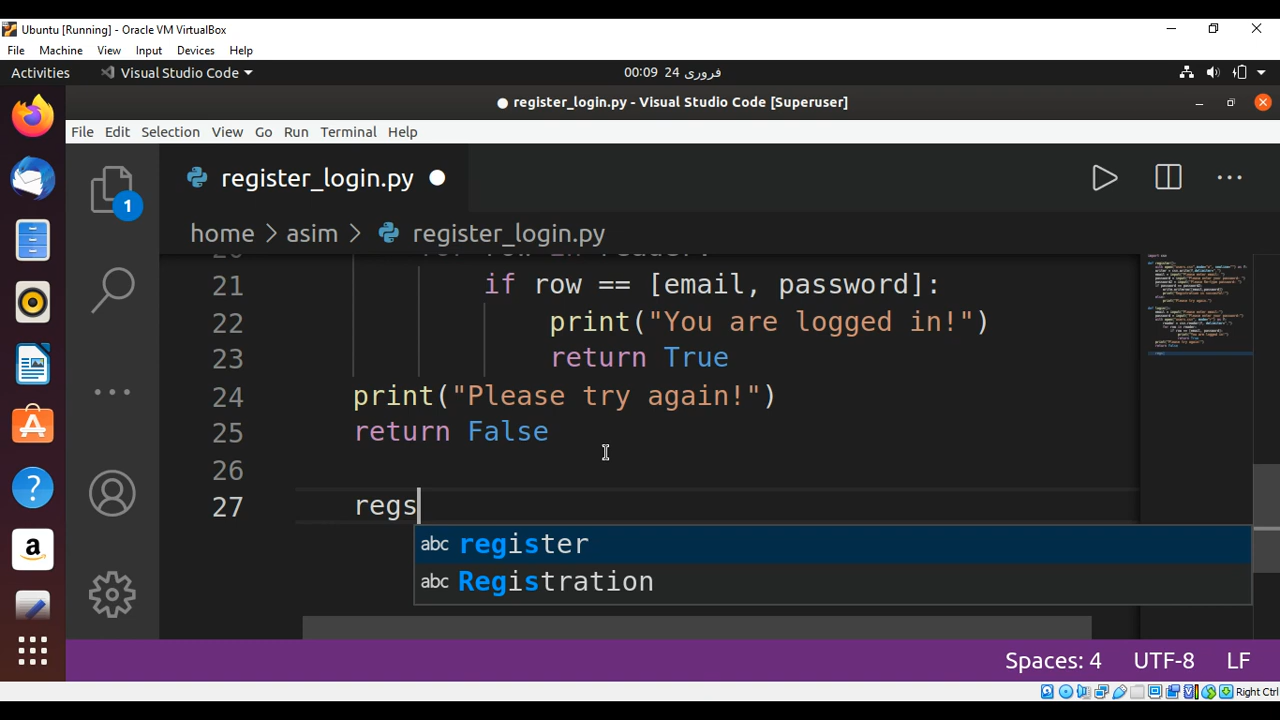 Ubuntu [Running] - Oracle VM VirtualBox
File Machine View Input Devices Help
Activities Visual Studio Code 00:09 24 فروری
● register_login.py - Visual Studio Code [Superuser]
File Edit Selection View Go Run Terminal Help
register_login.py
1
home > asim > register_login.py
21 if row == [email, password]:
22 print("You are logged in!")
23 return True
24 print("Please try again!")
25 return False
26
27 regs
abc register
abc Registration
Spaces: 4 UTF-8 LF
Right Ctrl